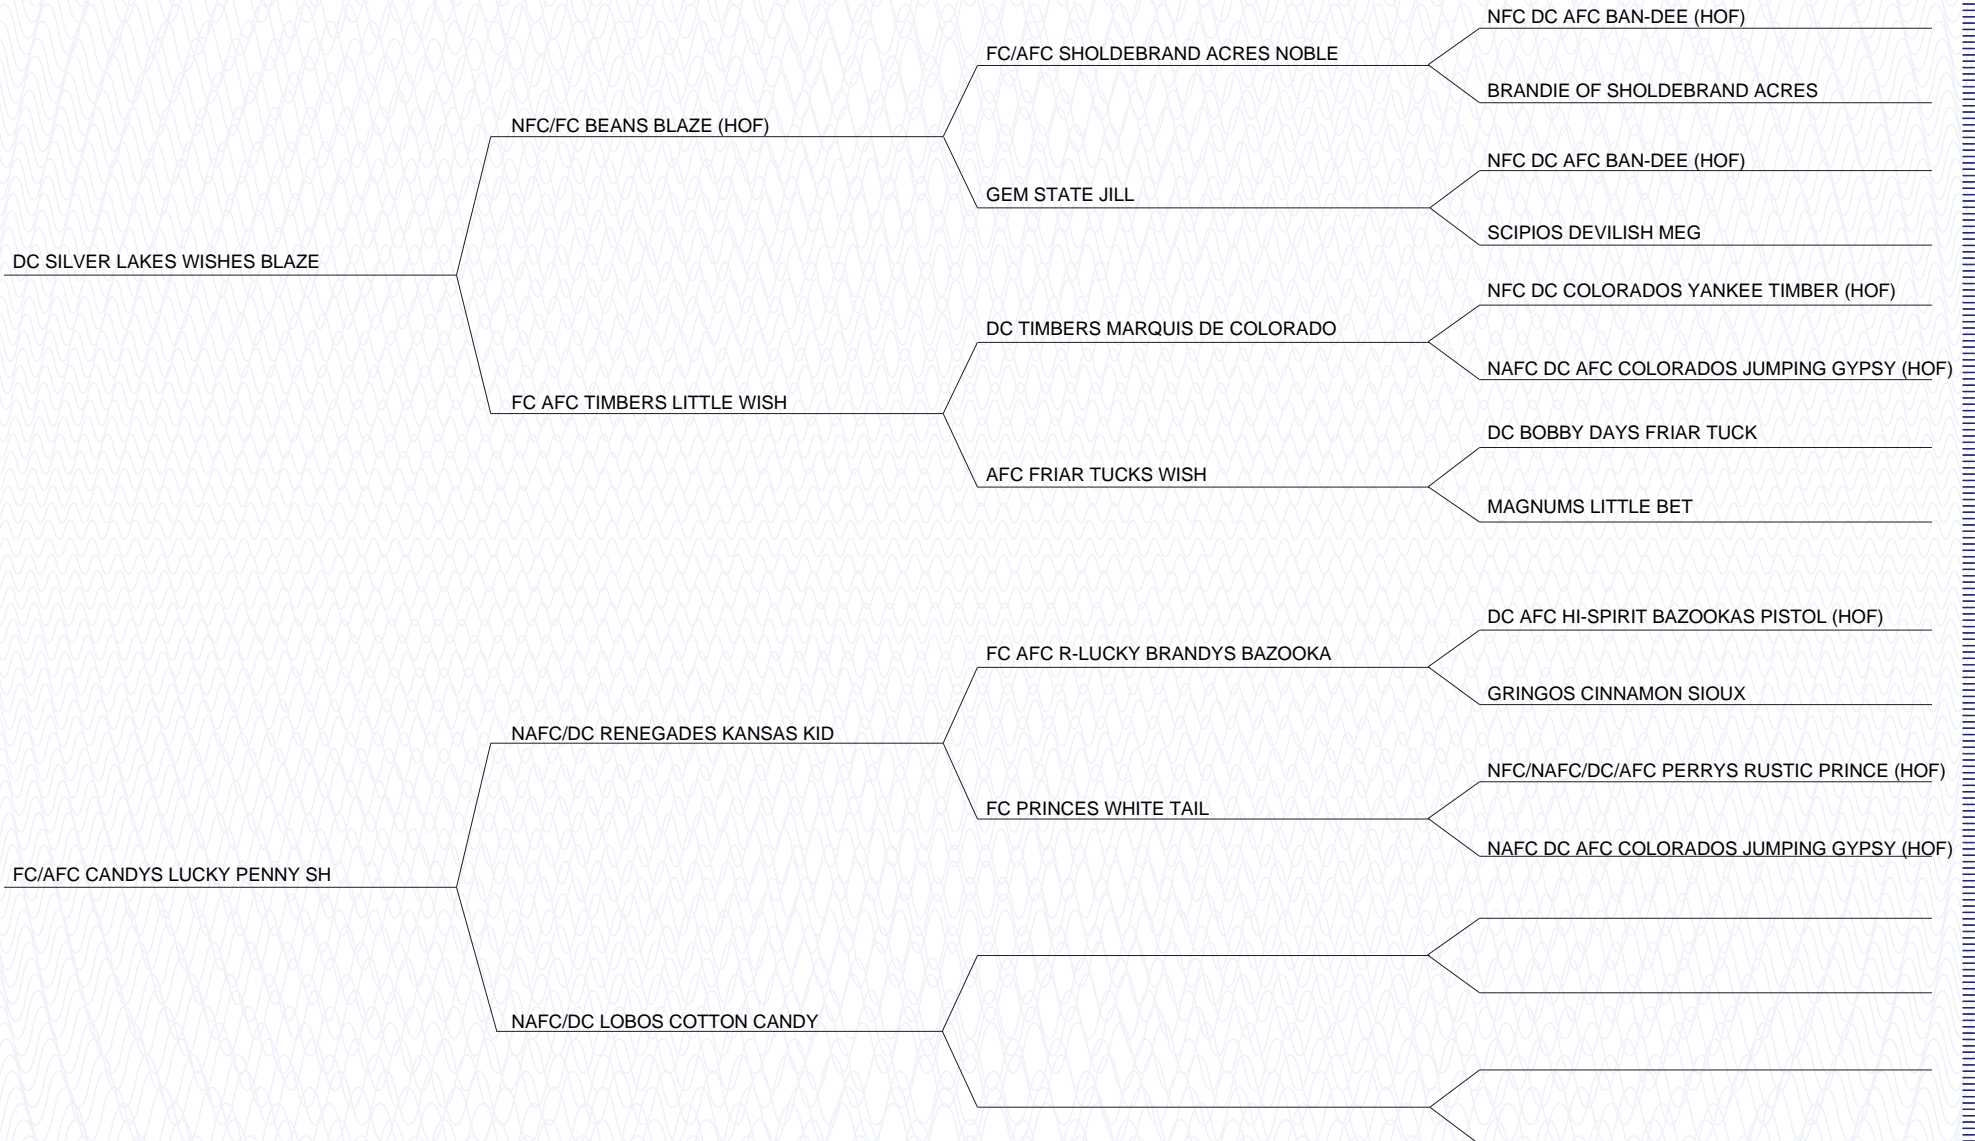 NFC DC AFC BAN-DEE (HOF)
FC/AFC SHOLDEBRAND ACRES NOBLE
BRANDIE OF SHOLDEBRAND ACRES
NFC/FC BEANS BLAZE (HOF)
NFC DC AFC BAN-DEE (HOF)
GEM STATE JILL
SCIPIOS DEVILISH MEG
DC SILVER LAKES WISHES BLAZE
NFC DC COLORADOS YANKEE TIMBER (HOF)
DC TIMBERS MARQUIS DE COLORADO
NAFC DC AFC COLORADOS JUMPING GYPSY (HOF)
FC AFC TIMBERS LITTLE WISH
DC BOBBY DAYS FRIAR TUCK
AFC FRIAR TUCKS WISH
MAGNUMS LITTLE BET
DC AFC HI-SPIRIT BAZOOKAS PISTOL (HOF)
FC AFC R-LUCKY BRANDYS BAZOOKA
GRINGOS CINNAMON SIOUX
NAFC/DC RENEGADES KANSAS KID
NFC/NAFC/DC/AFC PERRYS RUSTIC PRINCE (HOF)
FC PRINCES WHITE TAIL
NAFC DC AFC COLORADOS JUMPING GYPSY (HOF)
FC/AFC CANDYS LUCKY PENNY SH
NAFC/DC LOBOS COTTON CANDY